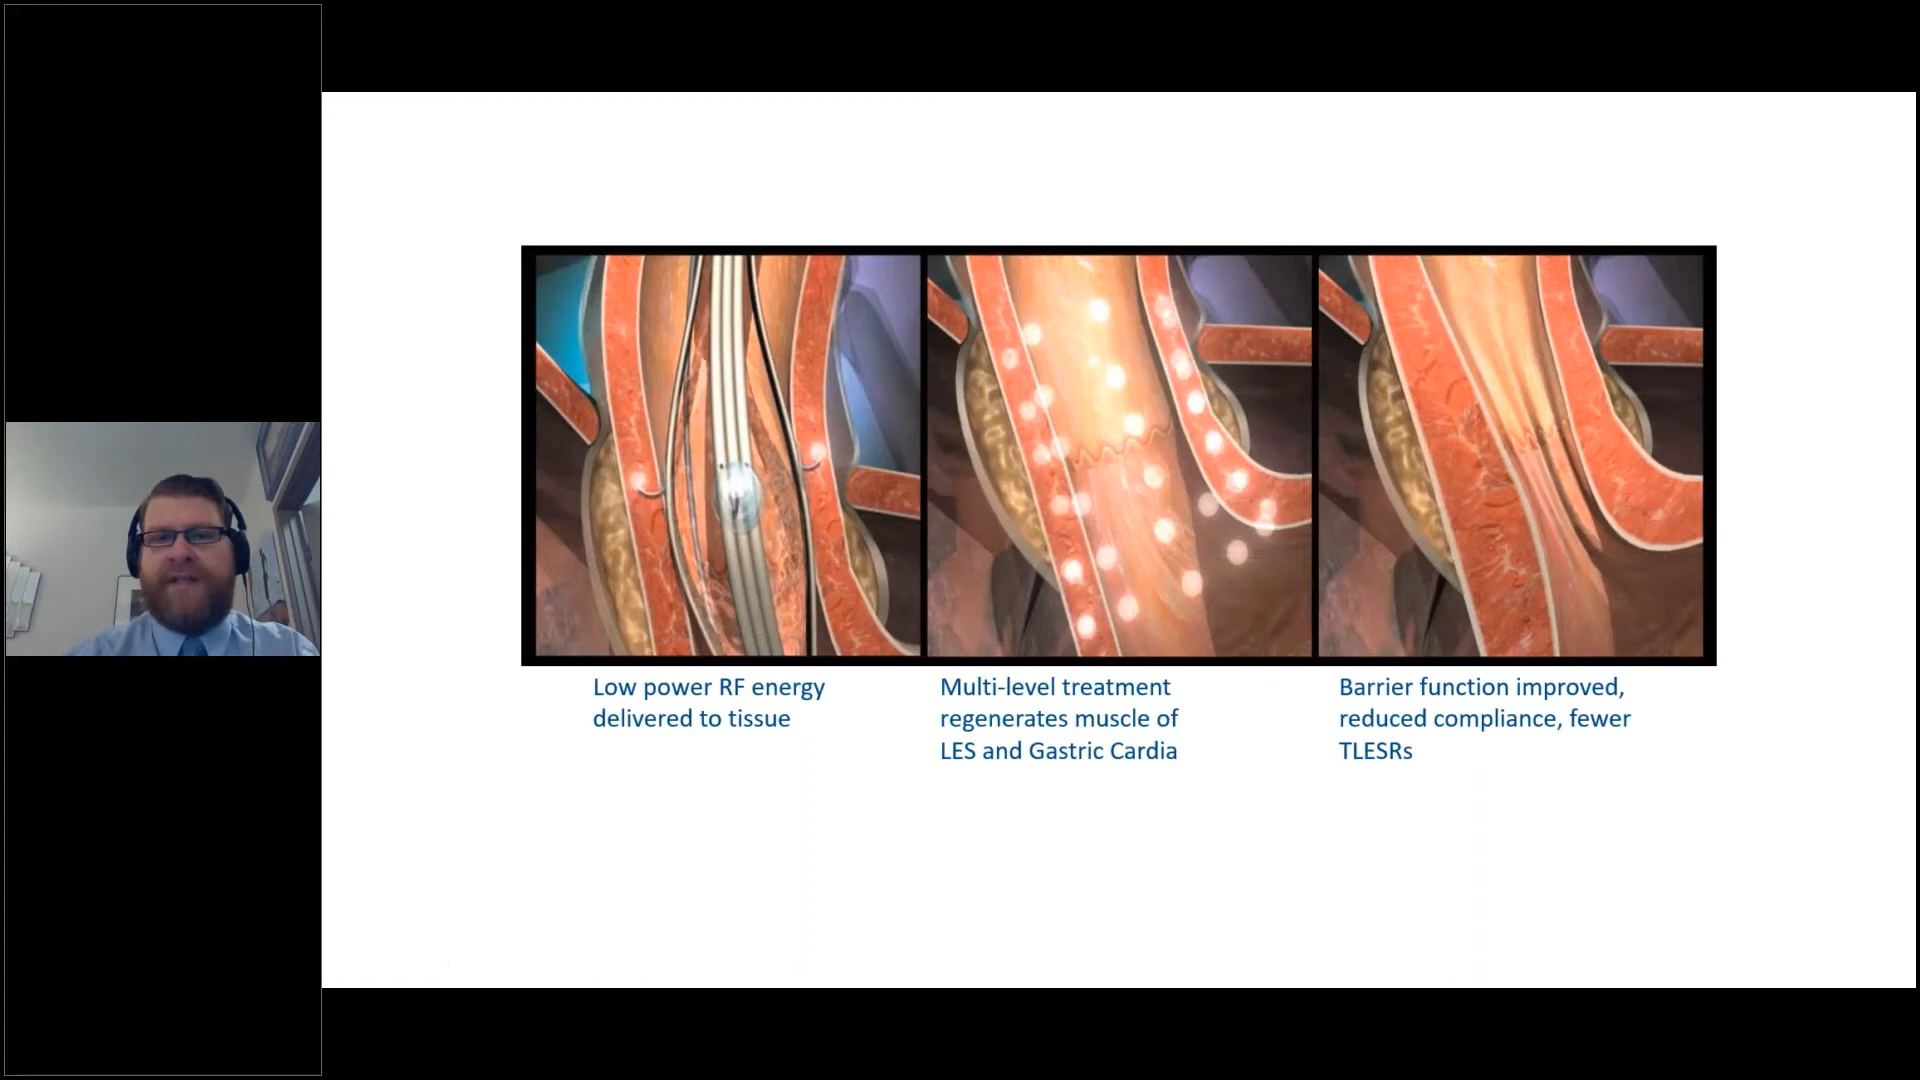 Low power RF energy
delivered to tissue
Multi-level treatment
regenerates muscle of
LES and Gastric Cardia
Barrier function improved,
reduced compliance, fewer
TLESRs